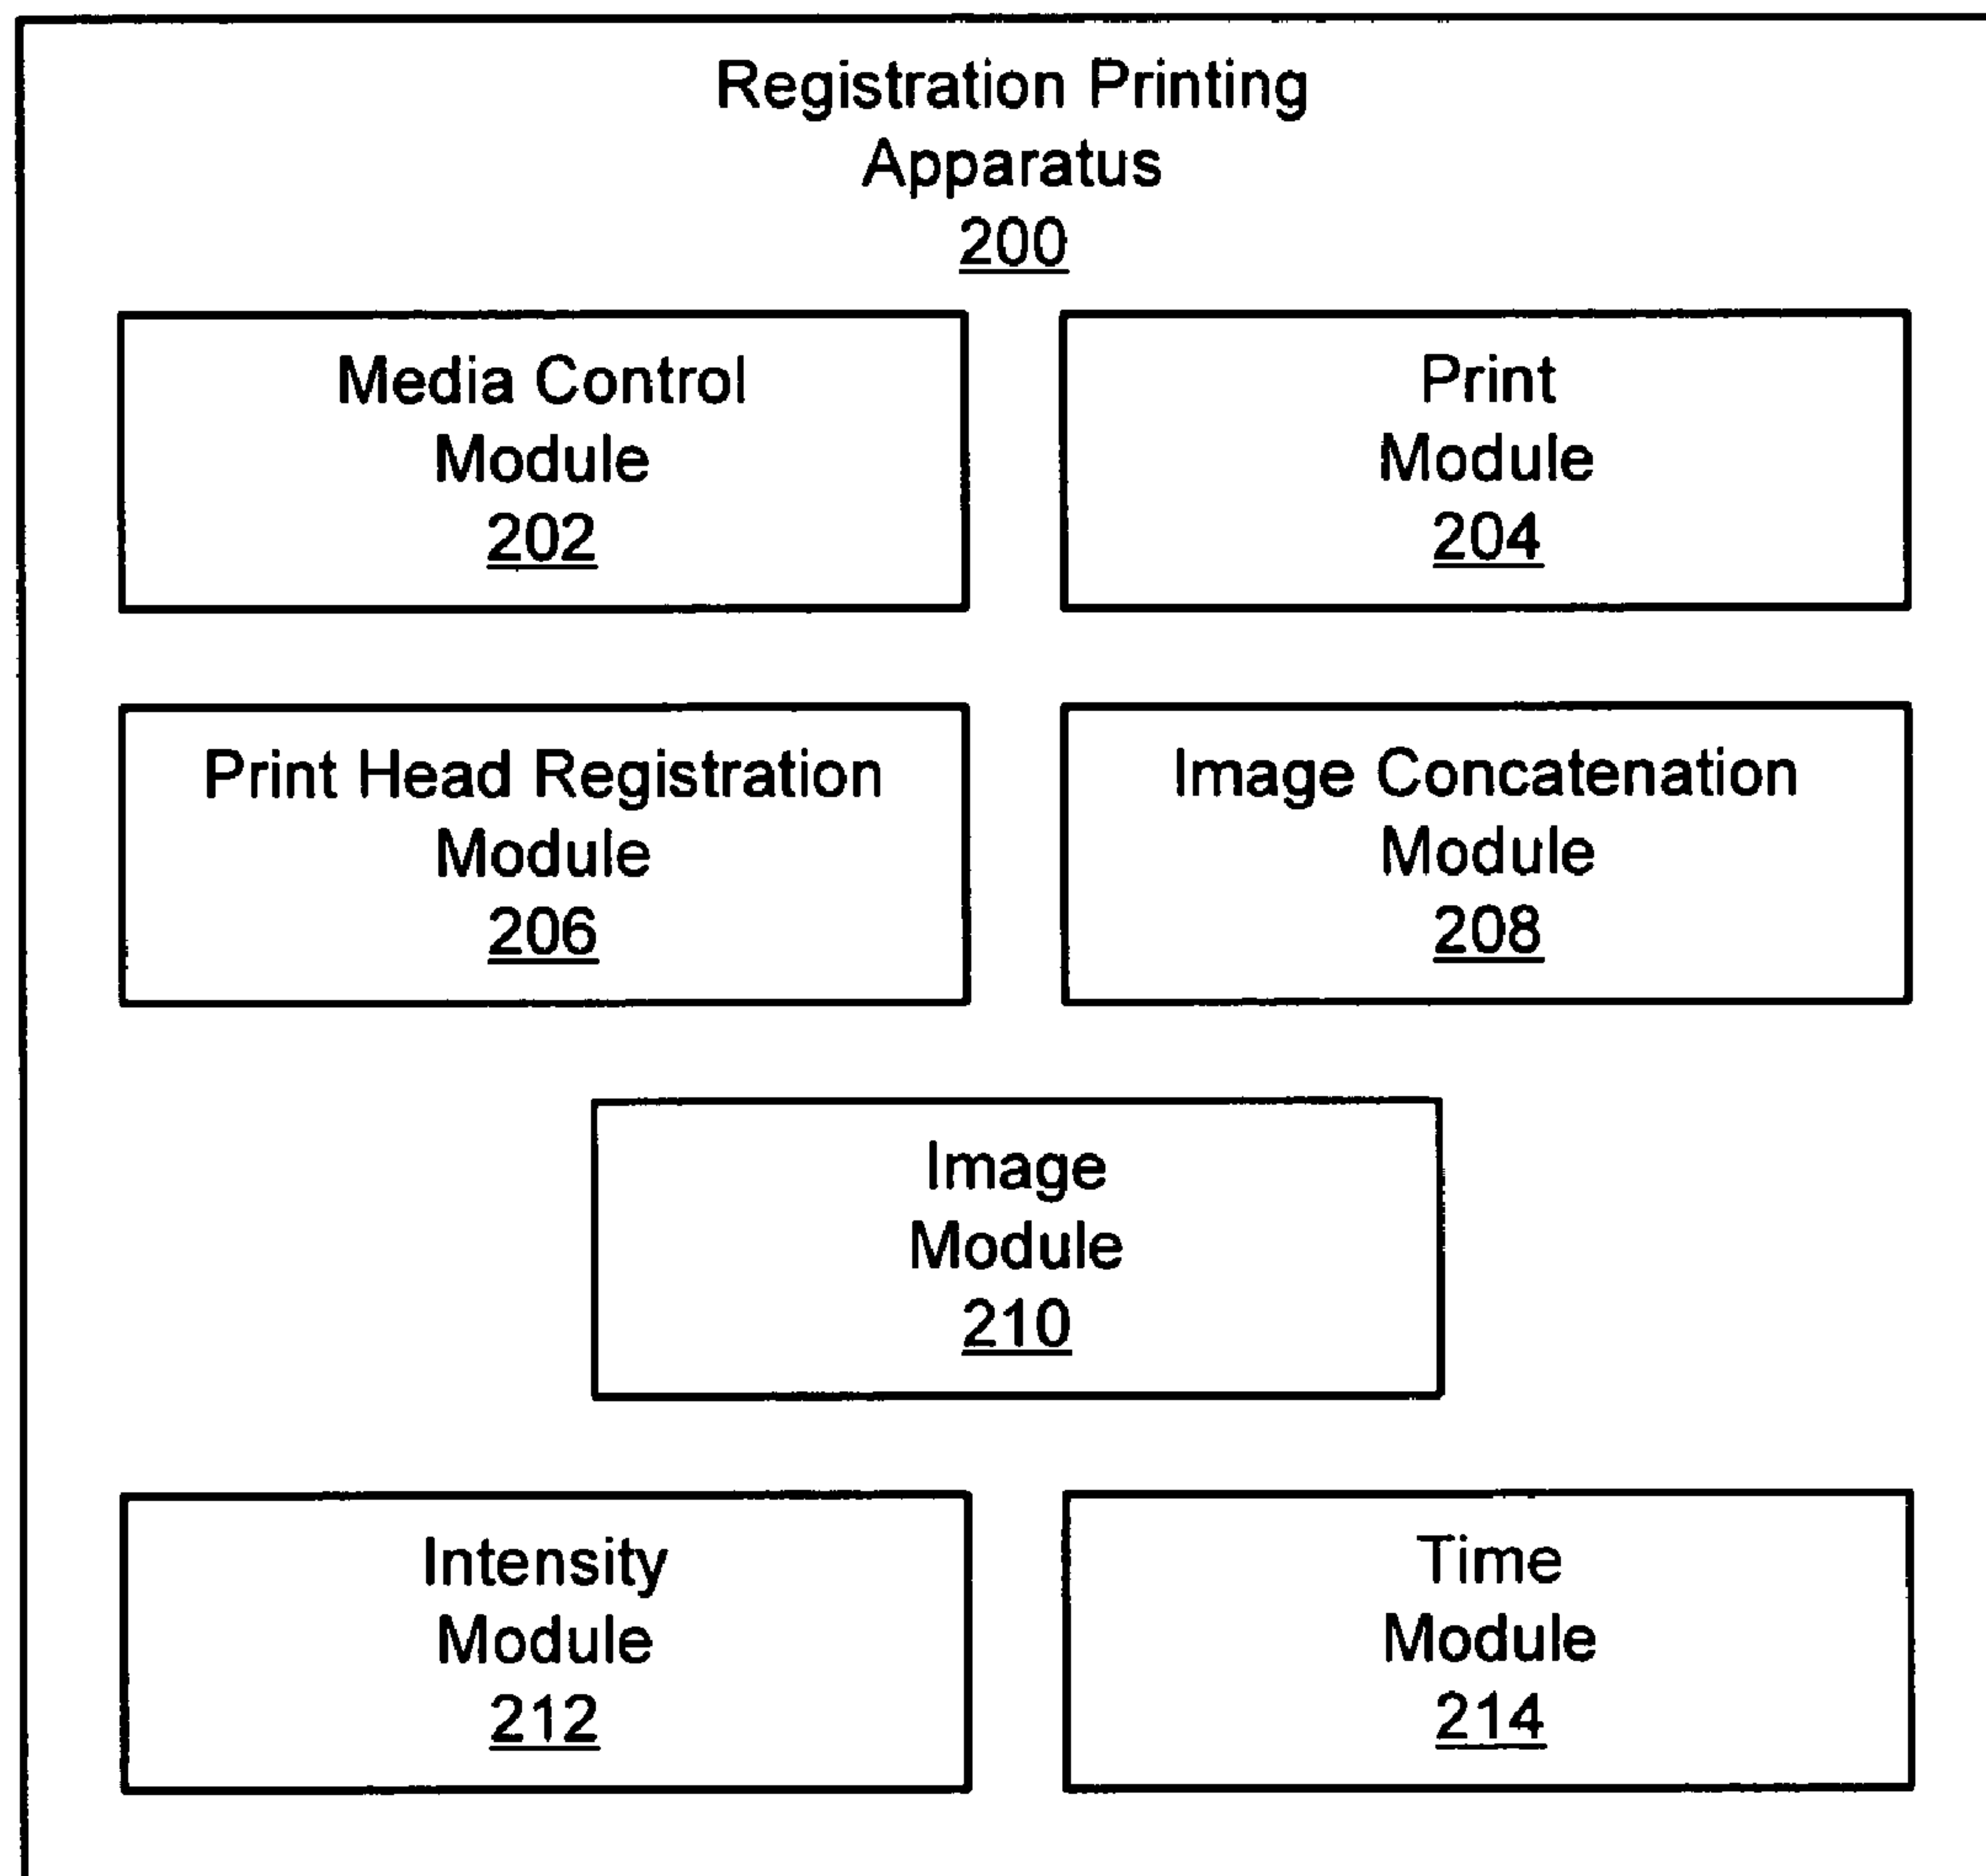 Registration Printing
Apparatus
200
Media Control
Module
202
Print
Module
204
Print Head Registration
Module
206
Image Concatenation
Module
208
Image
Module
210
Intensity
Module
212
Time
Module
214